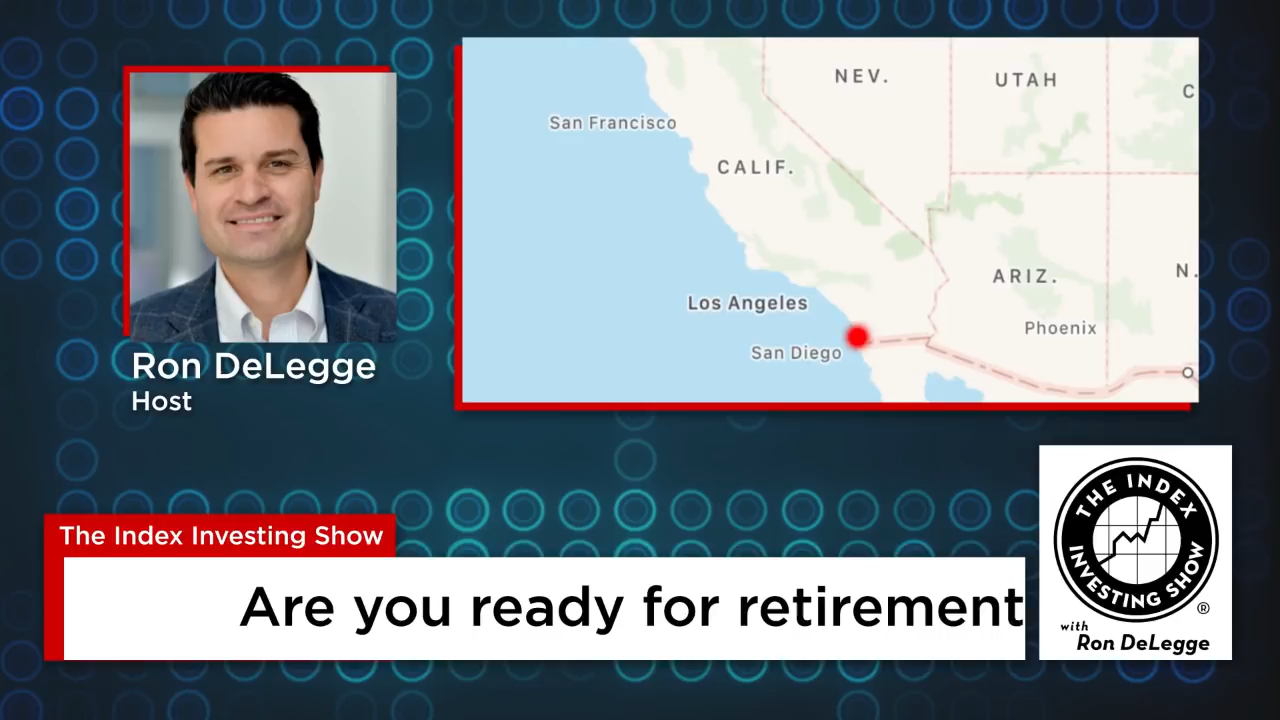 Ron DeLegge
Host
NEV.
UTAH
C
San Francisco
CALIF.
ARIZ.
N.
Los Angeles
Phoenix
San Diego
The Index Investing Show
Are you ready for retirement
THE INDEX
INVESTING SHOW
®
with
Ron DeLegge